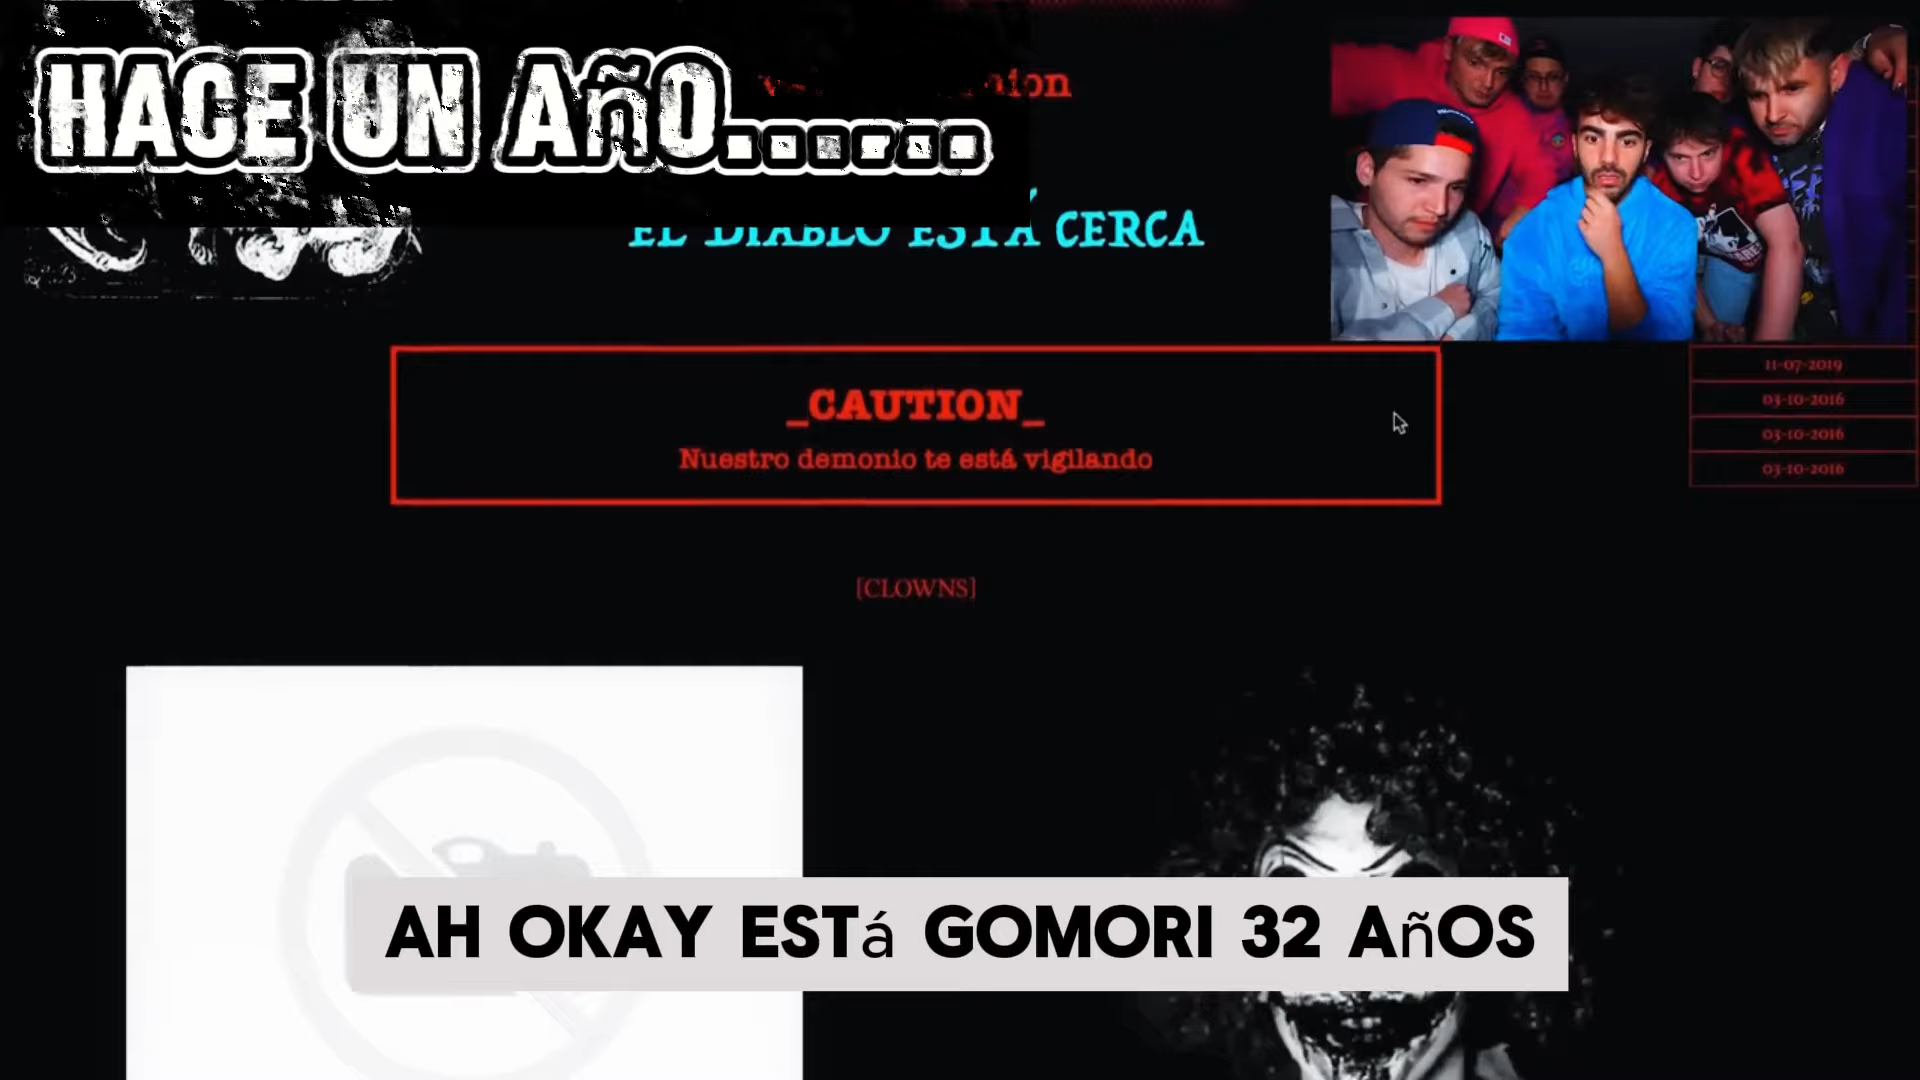 HACE UN AñO.......
EL DIABLO ESTÁ CERCA
_CAUTION_
Nuestro demonio te está vigilando
11-07-2019
03-10-2016
03-10-2016
03-10-2016
[CLOWNS]
AH OKAY ESTá GOMORI 32 AñOS